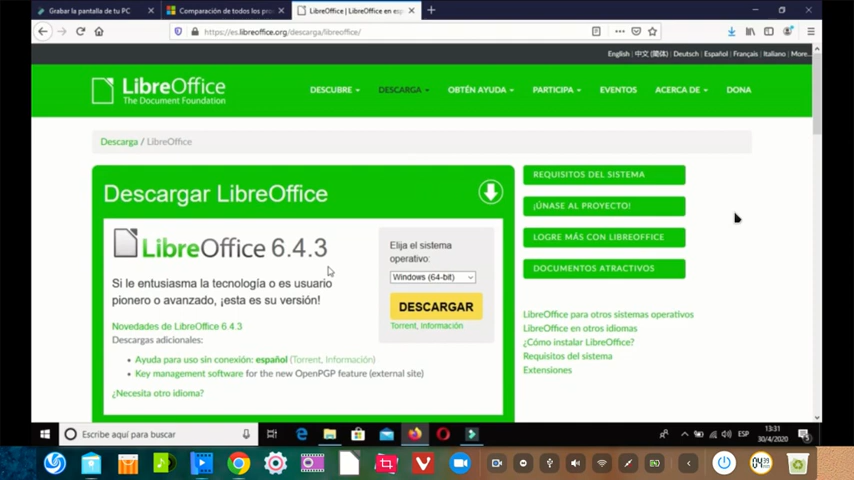 Grabar la pantalla de tu PC
Comparación de todos los pro
LibreOffice | LibreOffice en esp
https://es.libreoffice.org/descarga/libreoffice/
English | 中文 (简体) | Deutsch | Español | Français | Italiano | More...
LibreOffice
The Document Foundation
DESCUBRE
DESCARGA
OBTÉN AYUDA
PARTICIPA
EVENTOS
ACERCA DE
DONA
Descarga / LibreOffice
Descargar LibreOffice
LibreOffice 6.4.3
Si le entusiasma la tecnología o es usuario
pionero o avanzado, ¡esta es su versión!
Novedades de LibreOffice 6.4.3
Descargas adicionales:
• Ayuda para uso sin conexión: español (Torrent, Información)
• Key management software for the new OpenPGP feature (external site)
¿Necesita otro idioma?
Elija el sistema
operativo:
Windows (64-bit)
DESCARGAR
Torrent, Información
REQUISITOS DEL SISTEMA
¡ÚNASE AL PROYECTO!
LOGRE MÁS CON LIBREOFFICE
DOCUMENTOS ATRACTIVOS
LibreOffice para otros sistemas operativos
LibreOffice en otros idiomas
¿Cómo instalar LibreOffice?
Requisitos del sistema
Extensiones
Escribe aquí para buscar
ESP
13:31
30/4/2020